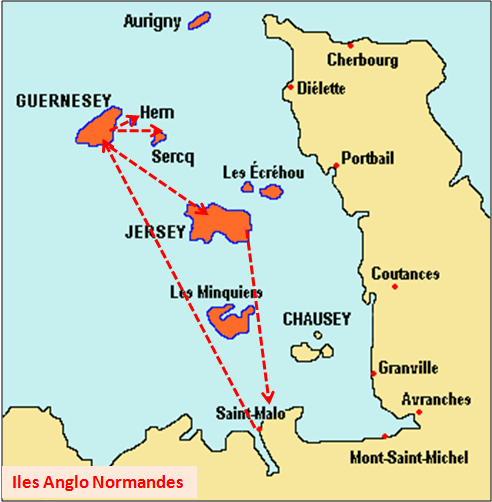 Aurigny
Cherbourg
Diélette
GUERNESEY
Hern
Sercq
Portbail
Les Écréhou
JERSEY
Coutances
Les Minquiers
CHAUSEY
Granville
Avranches
Saint-Malo
Mont-Saint-Michel
Iles Anglo Normandes